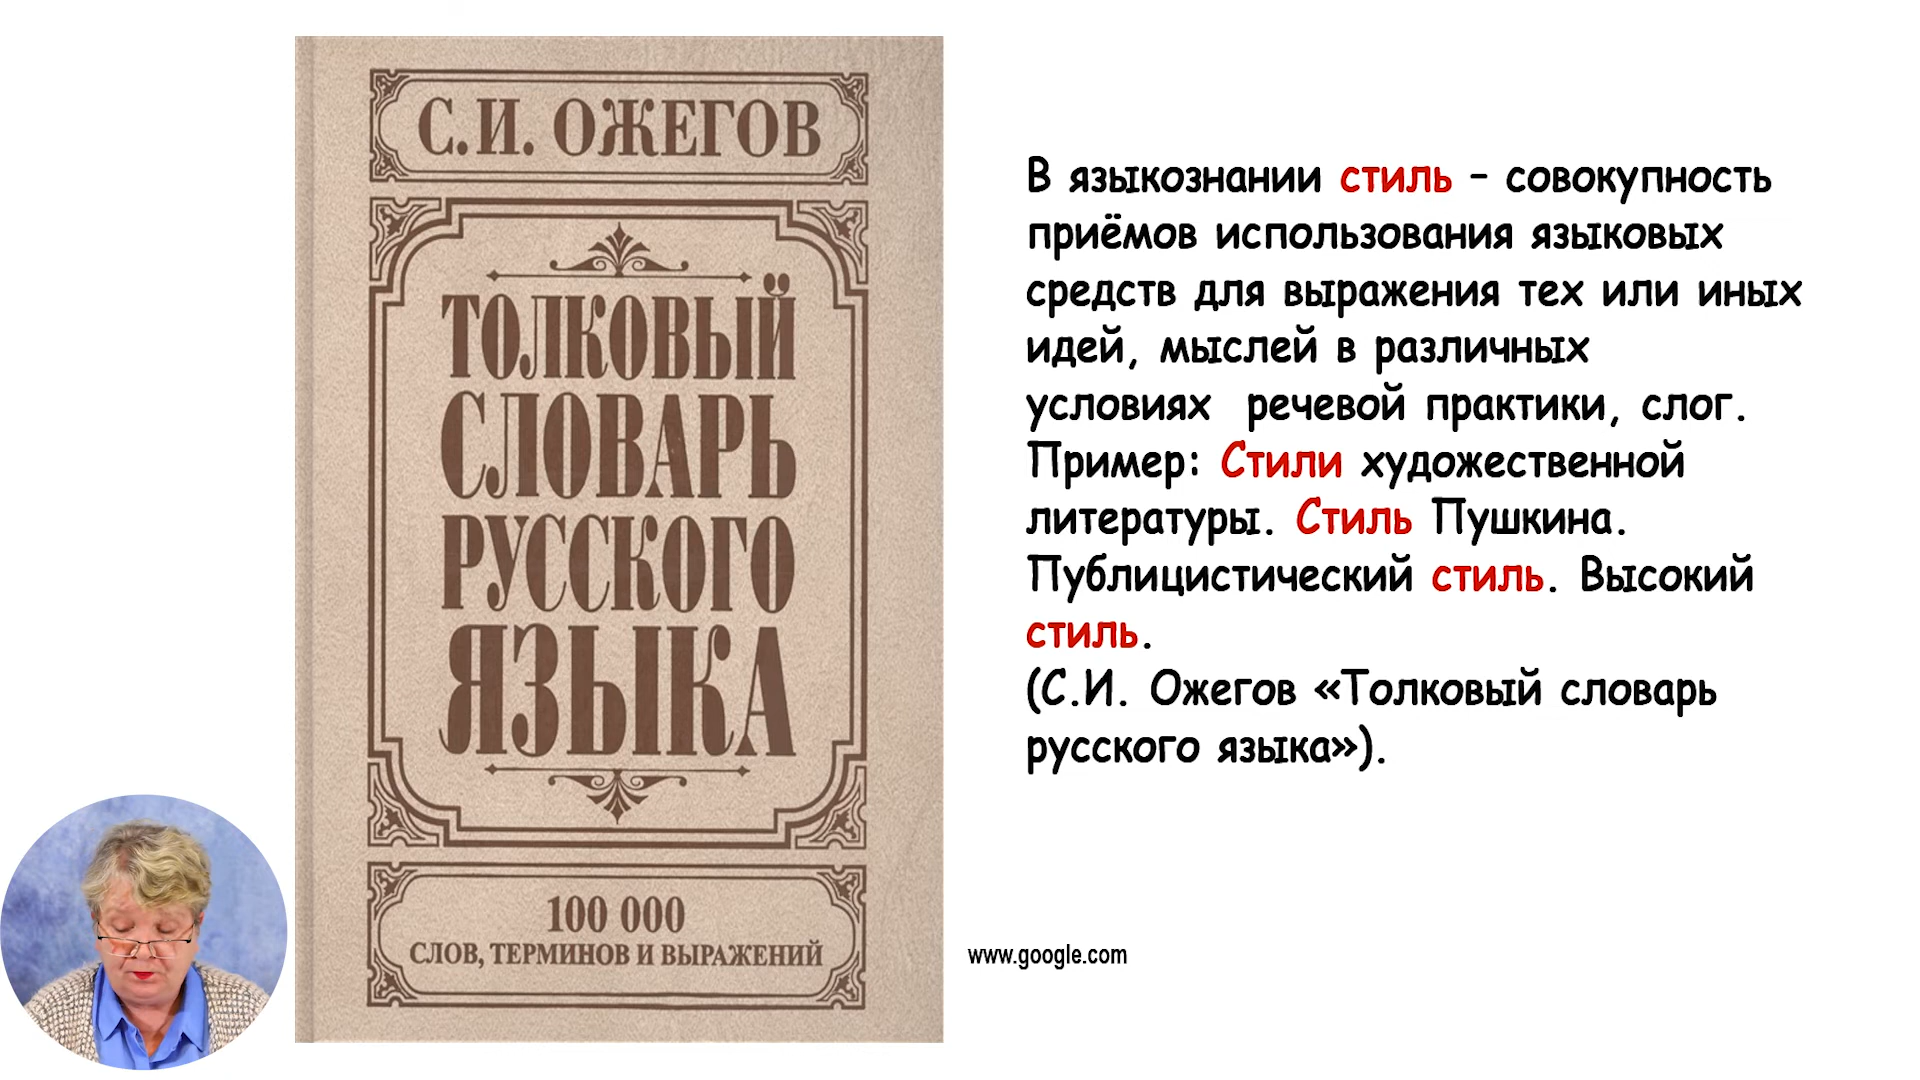 С.И. ОЖЕГОВ
ТОЛКОВЫЙ
СЛОВАРЬ
РУССКОГО
ЯЗЫКА
100 000
СЛОВ, ТЕРМИНОВ И ВЫРАЖЕНИЙ
В языкознании стиль – совокупность
приёмов использования языковых
средств для выражения тех или иных
идей, мыслей в различных
условиях речевой практики, слог.
Пример: Стили художественной
литературы. Стиль Пушкина.
Публицистический стиль. Высокий
стиль.
(С.И. Ожегов «Толковый словарь
русского языка»).
www.google.com